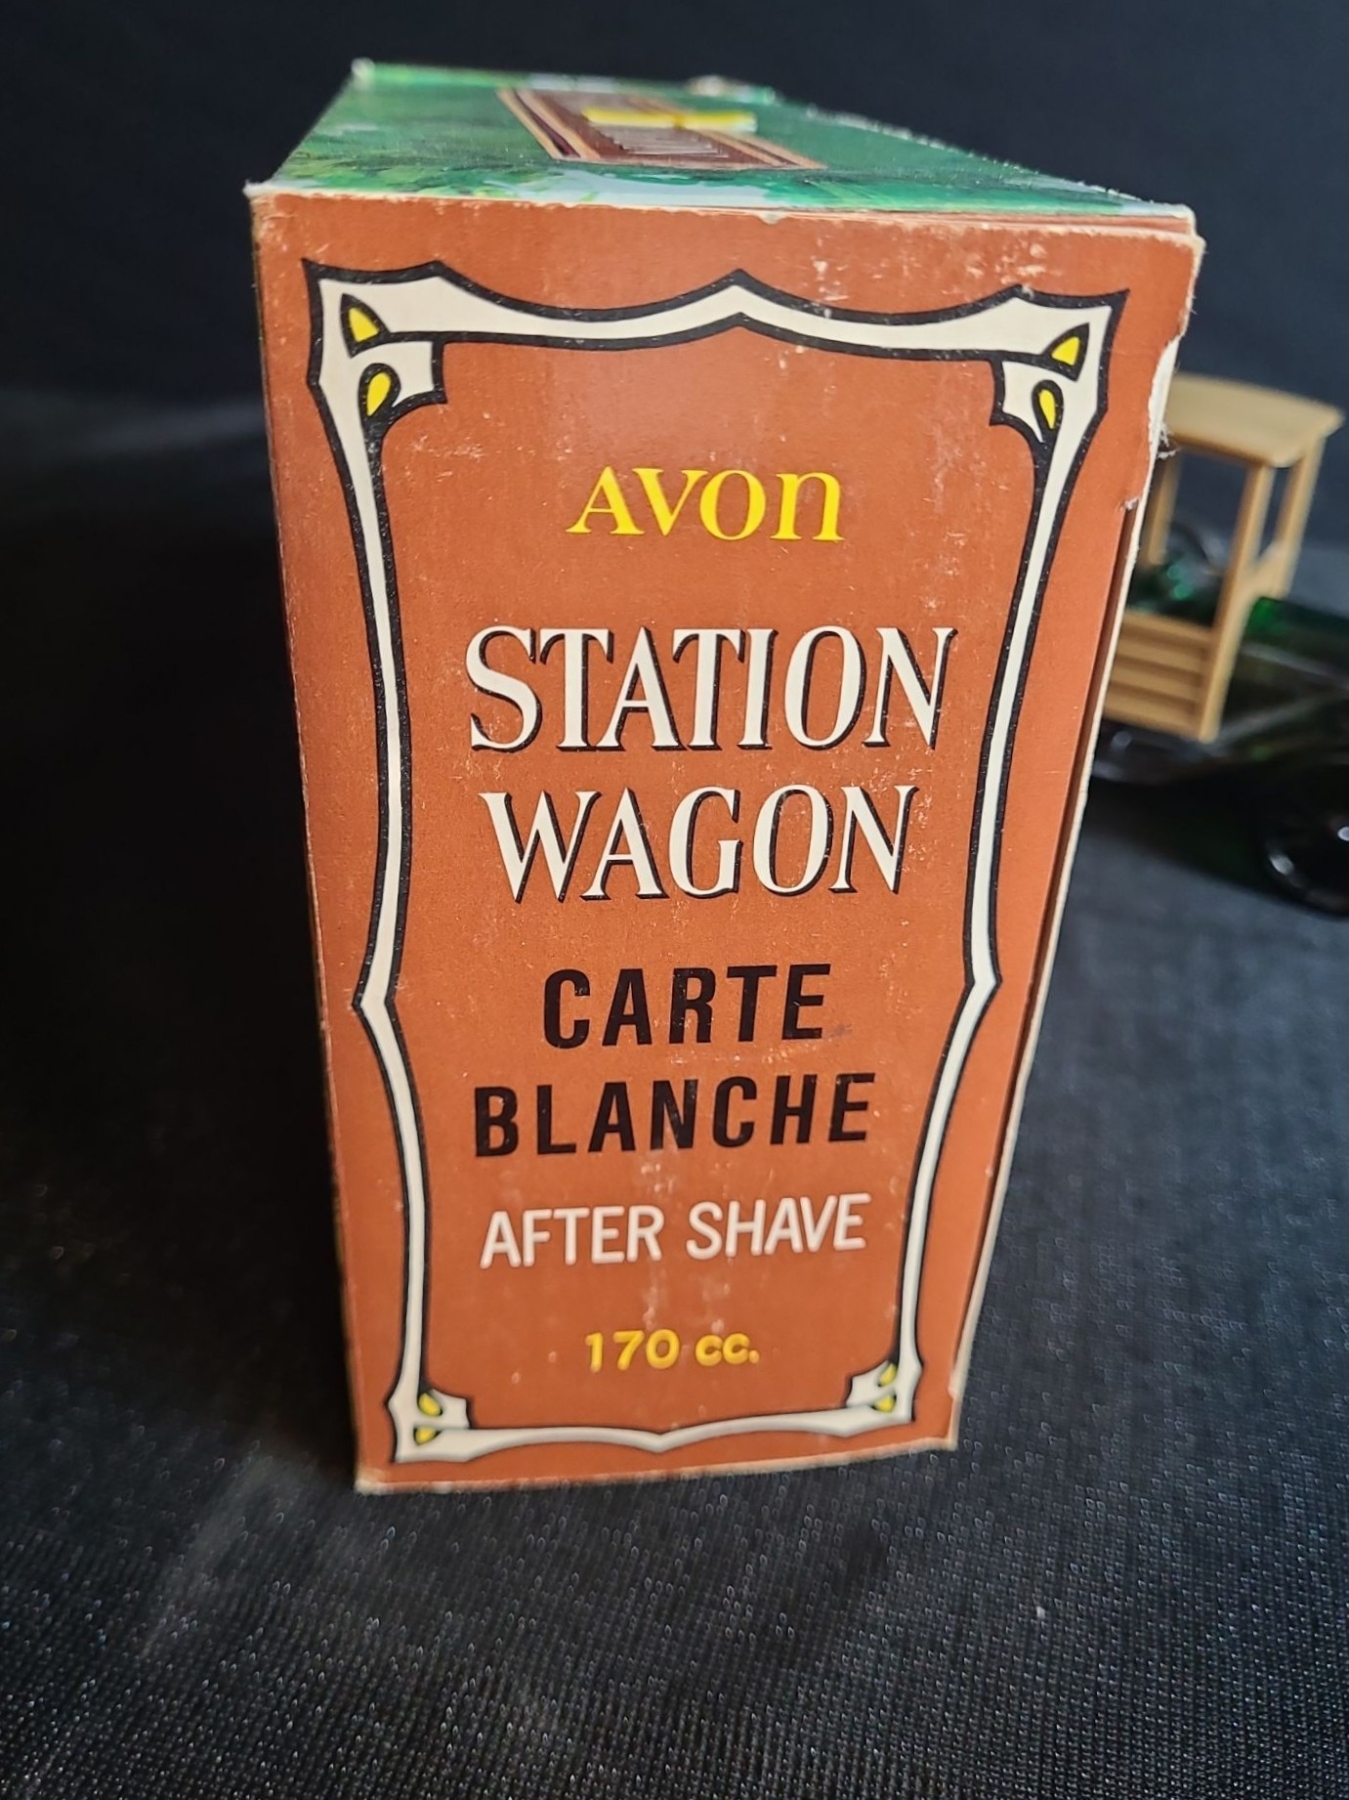 AVON
STATION
WAGON
CARTE
BLANCHE
AFTER SHAVE
170 cc.